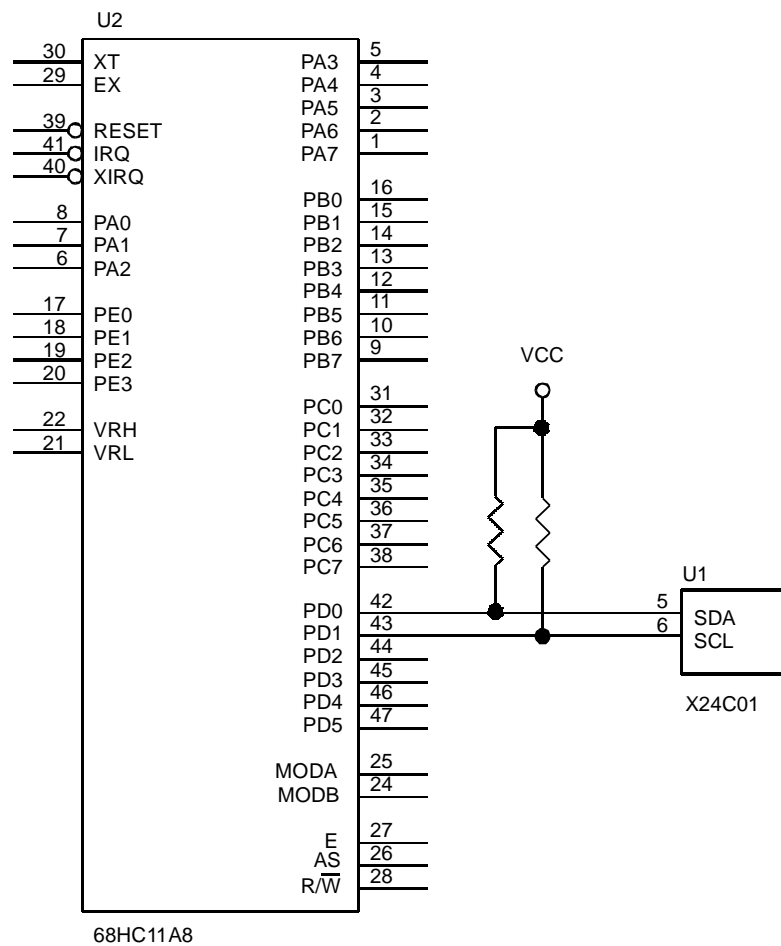 U2
30 XT
29 EX
39 RESET
41 IRQ
40 XIRQ
8 PA0
7 PA1
6 PA2
17 PE0
18 PE1
19 PE2
20 PE3
22 VRH
21 VRL
PA3 5
PA4 4
PA5 3
PA6 2
PA7 1
PB0 16
PB1 15
PB2 14
PB3 13
PB4 12
PB5 11
PB6 10
PB7 9
PC0 31
PC1 32
PC2 33
PC3 34
PC4 35
PC5 36
PC6 37
PC7 38
PD0 42
PD1 43
PD2 44
PD3 45
PD4 46
PD5 47
MODA 25
MODB 24
E 27
AS 26
R/W̅ 28
68HC11A8
VCC
U1
5 SDA
6 SCL
X24C01